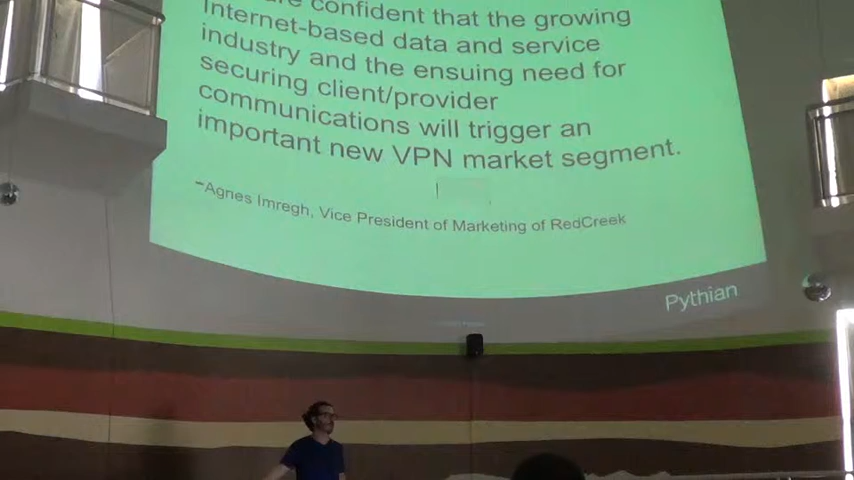 are confident that the growing
Internet-based data and service
industry, and the ensuing need for
securing client/provider
communications will trigger an
important new VPN market segment.
-Agnes Imregh, Vice President of Marketing of RedCreek
Pythian